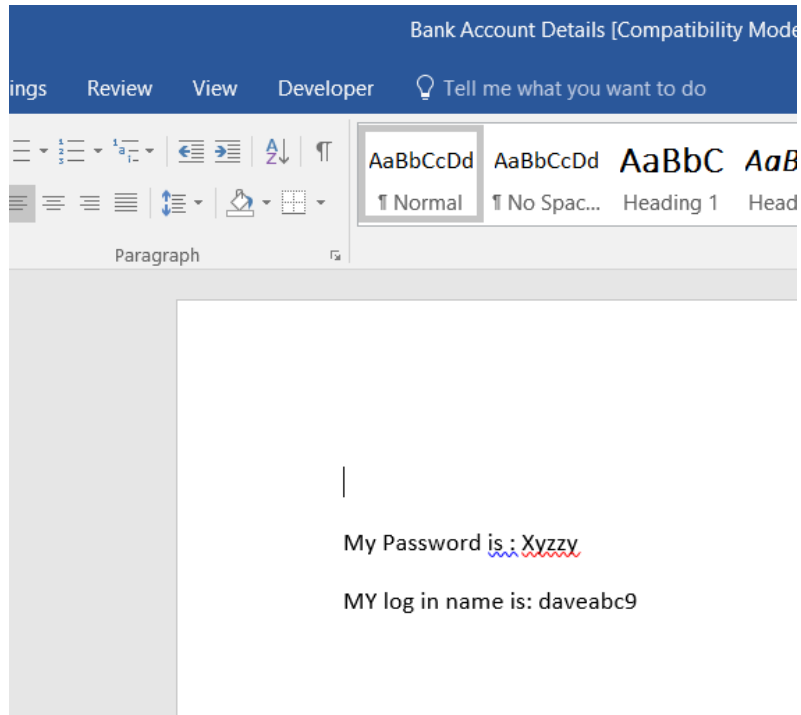 Bank Account Details [Compatibility Mode
ings Review View Developer Tell me what you want to do
AaBbCcDd AaBbCcDd AaBbC AaB
¶ Normal ¶ No Spac... Heading 1 Head
Paragraph
My Password is : Xyzzy
MY log in name is: daveabc9